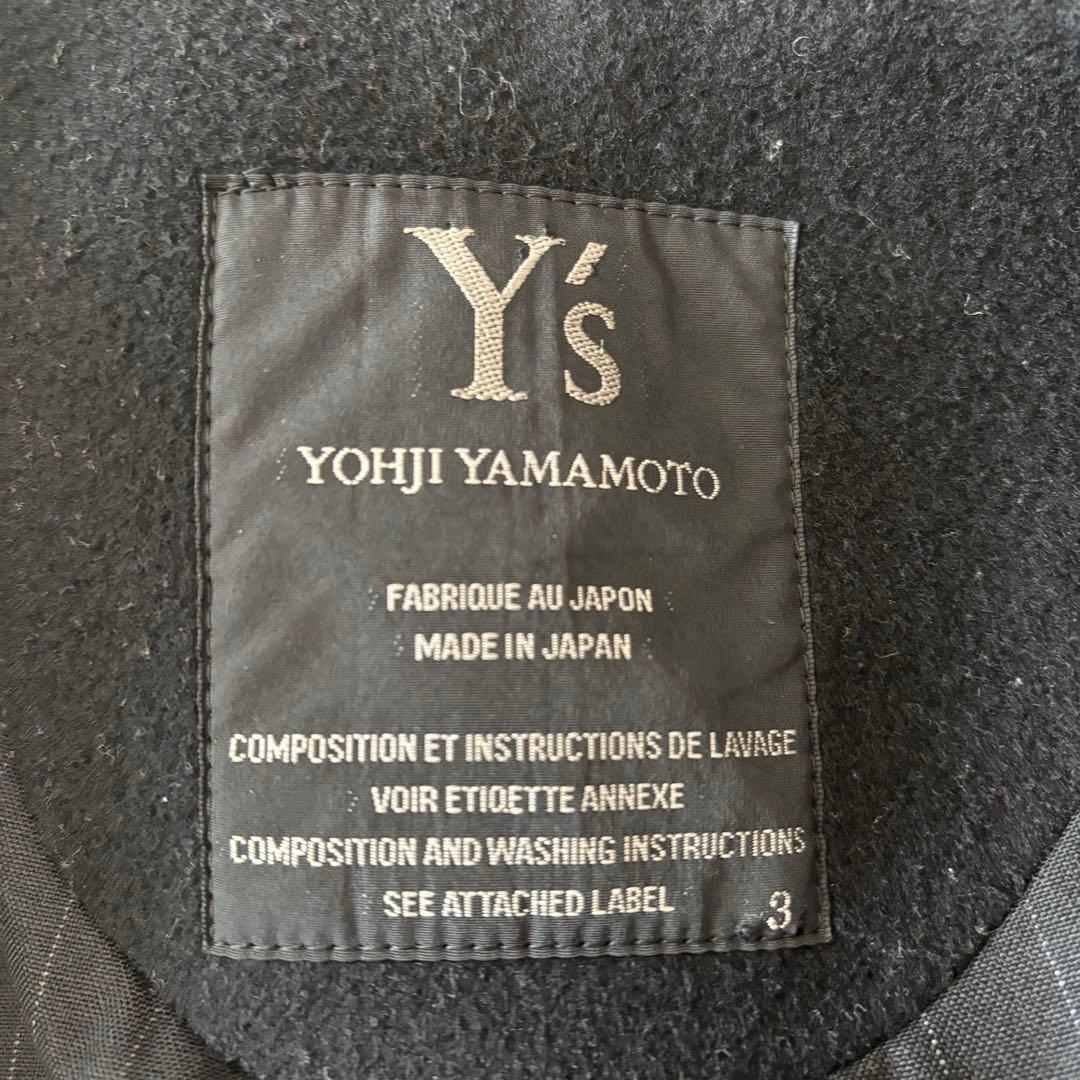 Y's
YOHJI YAMAMOTO
FABRIQUE AU JAPON
MADE IN JAPAN
COMPOSITION ET INSTRUCTIONS DE LAVAGE
VOIR ETIQETTE ANNEXE
COMPOSITION AND WASHING INSTRUCTIONS
SEE ATTACHED LABEL
3